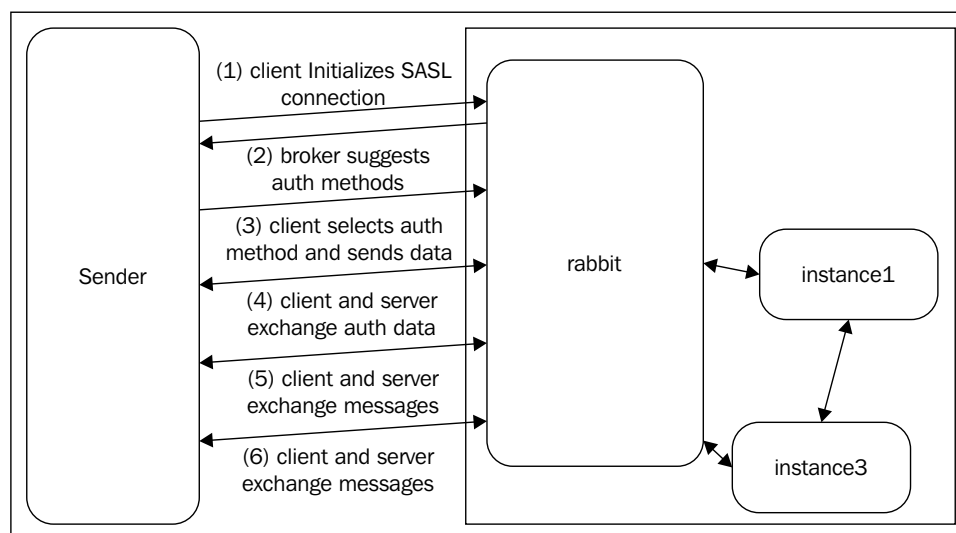 (1) client Initializes SASL
connection
(2) broker suggests
auth methods
(3) client selects auth
method and sends data
(4) client and server
exchange auth data
(5) client and server
exchange messages
(6) client and server
exchange messages
Sender
rabbit
instance1
instance3